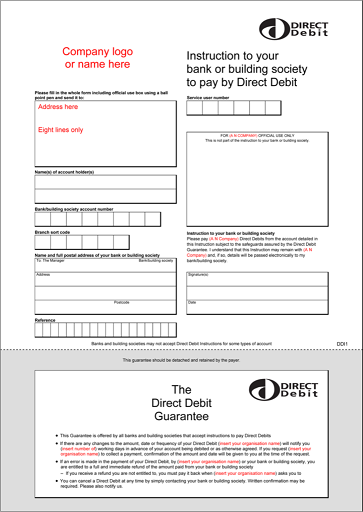 DIRECT
Debit
Company logo
or name here
Instruction to your
bank or building society
to pay by Direct Debit
Please fill in the whole form including official use box using a ball
point pen and send it to:
Address here
Eight lines only
Service user number
FOR (A N COMPANY) OFFICIAL USE ONLY
This is not part of the instruction to your bank or building society.
Name(s) of account holder(s)
Bank/building society account number
Branch sort code
Name and full postal address of your bank or building society
To: The Manager
Bank/building society
Address
Postcode
Reference
Instruction to your bank or building society
Please pay (A N Company) Direct Debits from the account detailed in
this Instruction subject to the safeguards assured by the Direct Debit
Guarantee. I understand that this Instruction may remain with (A N
Company) and, if so, details will be passed electronically to my
bank/building society.
Signature(s)
Date
Banks and building societies may not accept Direct Debit Instructions for some types of account
DDI1
This guarantee should be detached and retained by the payer.
The
Direct Debit
Guarantee
DIRECT
Debit
• This Guarantee is offered by all banks and building societies that accept instructions to pay Direct Debits
• If there are any changes to the amount, date or frequency of your Direct Debit (insert your organisation name) will notify you
(insert number of) working days in advance of your account being debited or as otherwise agreed. If you request (insert your
organisation name) to collect a payment, confirmation of the amount and date will be given to you at the time of the request.
• If an error is made in the payment of your Direct Debit, by (insert your organisation name) or your bank or building society, you
are entitled to a full and immediate refund of the amount paid from your bank or building society
– If you receive a refund you are not entitled to, you must pay it back when (insert your organisation name) asks you to.
• You can cancel a Direct Debit at any time by simply contacting your bank or building society. Written confirmation may be
required. Please also notify us.